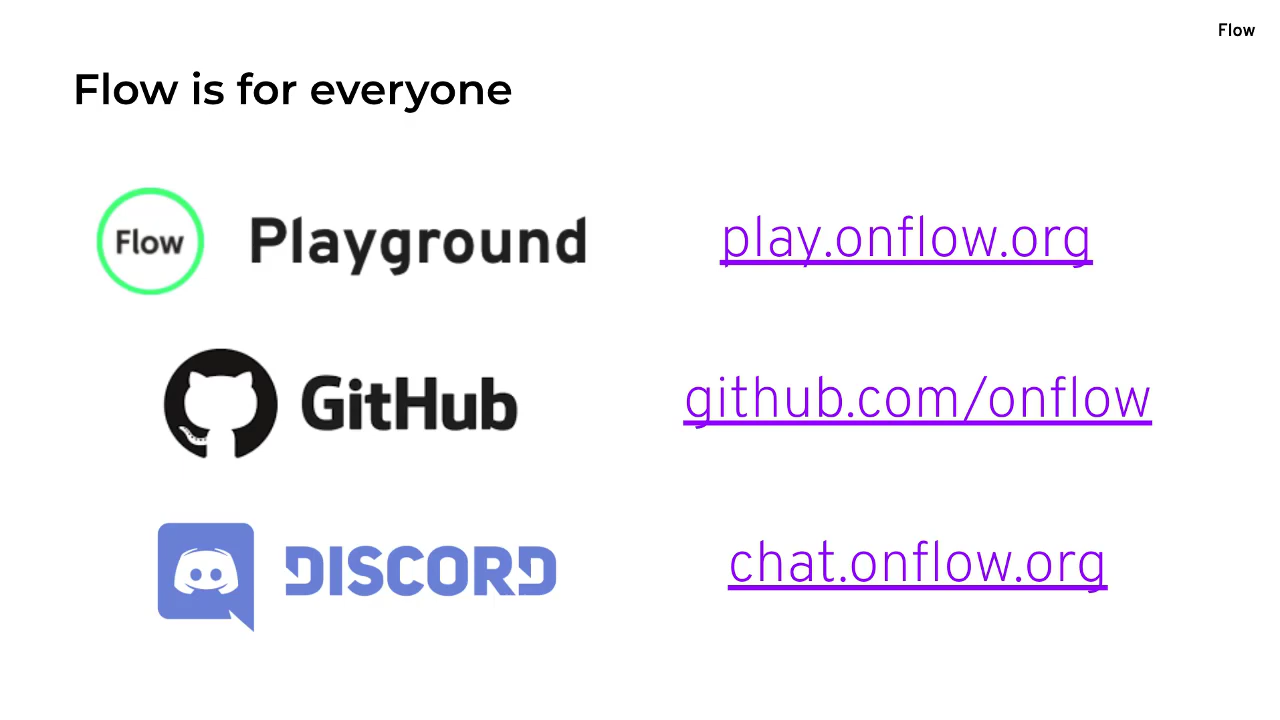 Flow
Flow is for everyone
Flow Playground play.onflow.org
GitHub github.com/onflow
DISCORD chat.onflow.org